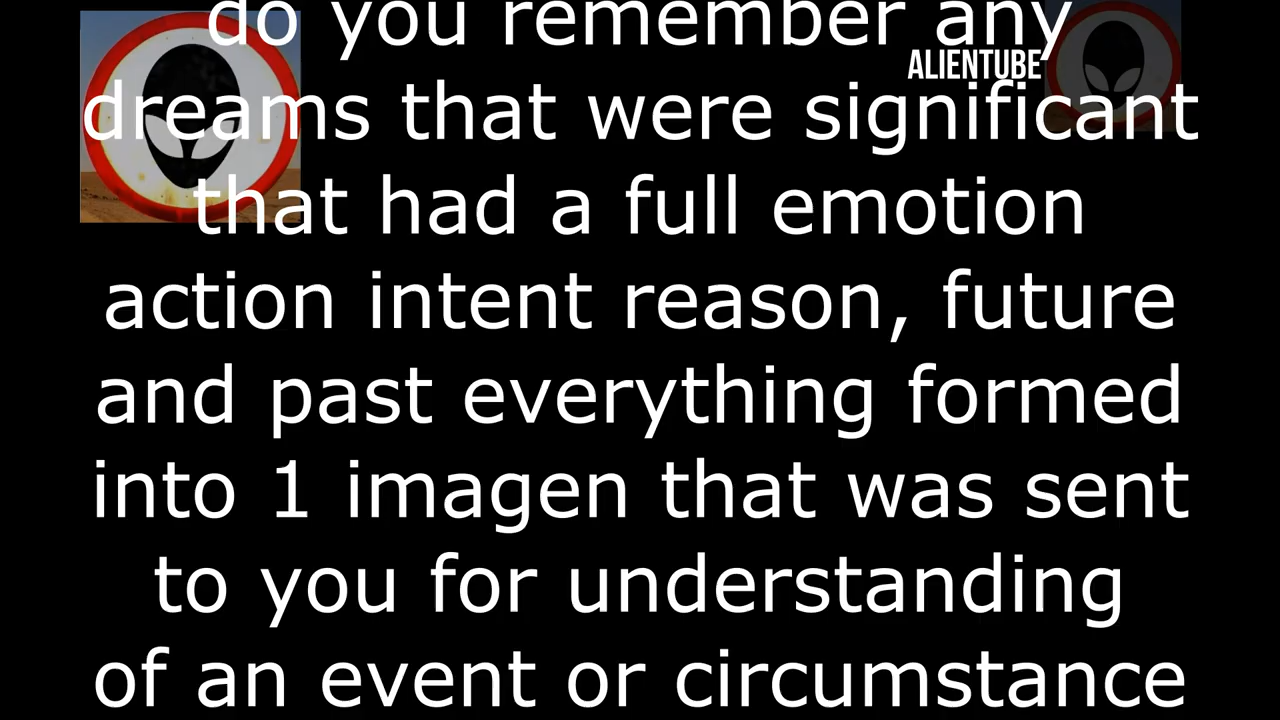 do you remember any
ALIENTUBE
dreams that were significant
that had a full emotion
action intent reason, future
and past everything formed
into 1 imagen that was sent
to you for understanding
of an event or circumstance